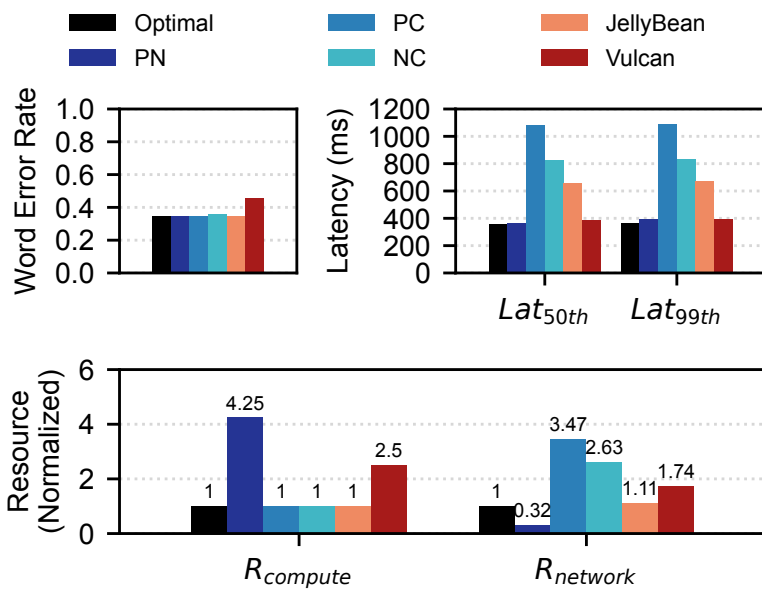 Optimal PC JellyBean
PN NC Vulcan
Word Error Rate
1.0
0.8
0.6
0.4
0.2
0.0
Latency (ms)
1200
1000
800
600
400
200
0
Lat50th Lat99th
Resource
(Normalized)
6
4
2
0
1 4.25 1 1 1 2.5
1 0.32 3.47 2.63 1.11 1.74
Rcompute Rnetwork